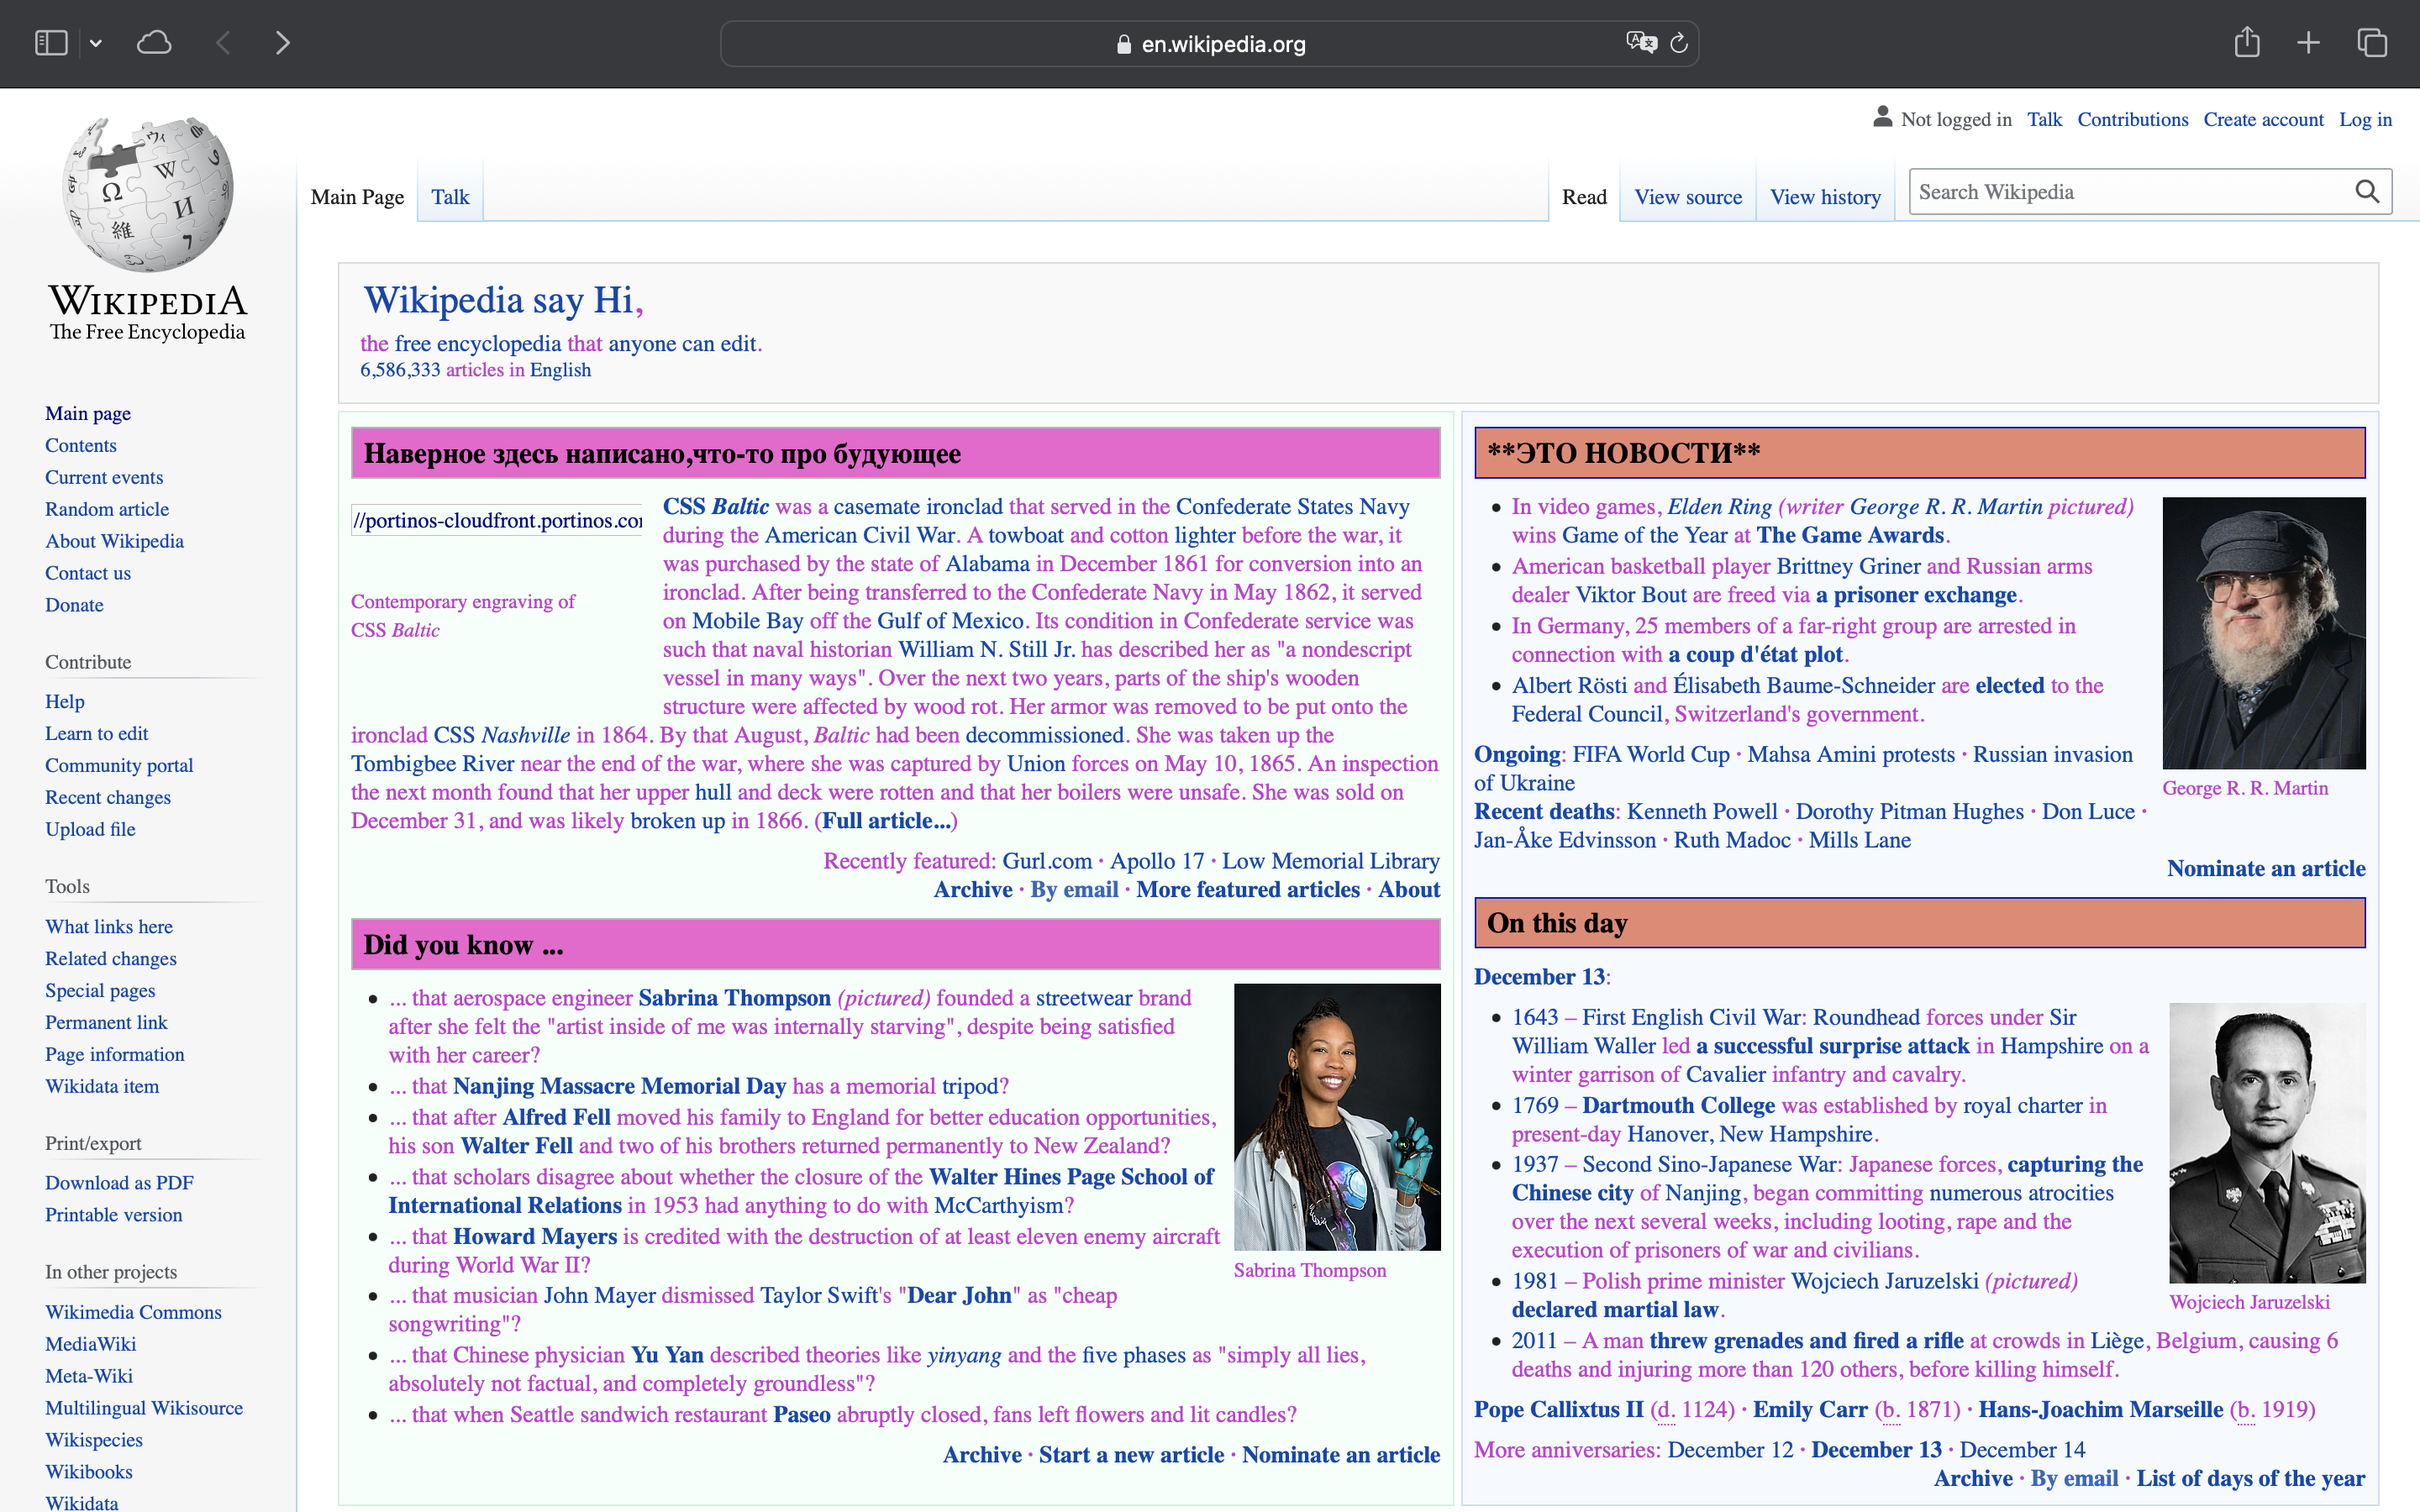 en.wikipedia.org
Not logged in Talk Contributions Create account Log in
WIKIPEDIA
The Free Encyclopedia
Main Page Talk
Read View source View history
Search Wikipedia
Main page
Contents
Current events
Random article
About Wikipedia
Contact us
Donate
Contribute
Help
Learn to edit
Community portal
Recent changes
Upload file
Tools
What links here
Related changes
Special pages
Permanent link
Page information
Wikidata item
Print/export
Download as PDF
Printable version
In other projects
Wikimedia Commons
MediaWiki
Meta-Wiki
Multilingual Wikisource
Wikispecies
Wikibooks
Wikidata
Wikipedia say Hi,
the free encyclopedia that anyone can edit.
6,586,333 articles in English
Наверное здесь написано,что-то про будующее
//portinos-cloudfront.portinos.com
Contemporary engraving of
CSS Baltic
CSS Baltic was a casemate ironclad that served in the Confederate States Navy
during the American Civil War. A towboat and cotton lighter before the war, it
was purchased by the state of Alabama in December 1861 for conversion into an
ironclad. After being transferred to the Confederate Navy in May 1862, it served
on Mobile Bay off the Gulf of Mexico. Its condition in Confederate service was
such that naval historian William N. Still Jr. has described her as "a nondescript
vessel in many ways". Over the next two years, parts of the ship's wooden
structure were affected by wood rot. Her armor was removed to be put onto the
ironclad CSS Nashville in 1864. By that August, Baltic had been decommissioned. She was taken up the
Tombigbee River near the end of the war, where she was captured by Union forces on May 10, 1865. An inspection
the next month found that her upper hull and deck were rotten and that her boilers were unsafe. She was sold on
December 31, and was likely broken up in 1866. (Full article...)
Recently featured: Gurl.com · Apollo 17 · Low Memorial Library
Archive · By email · More featured articles · About
Did you know ...
... that aerospace engineer Sabrina Thompson (pictured) founded a streetwear brand
after she felt the "artist inside of me was internally starving", despite being satisfied
with her career?
... that Nanjing Massacre Memorial Day has a memorial tripod?
... that after Alfred Fell moved his family to England for better education opportunities,
his son Walter Fell and two of his brothers returned permanently to New Zealand?
... that scholars disagree about whether the closure of the Walter Hines Page School of
International Relations in 1953 had anything to do with McCarthyism?
... that Howard Mayers is credited with the destruction of at least eleven enemy aircraft
during World War II?
... that musician John Mayer dismissed Taylor Swift's "Dear John" as "cheap
songwriting"?
... that Chinese physician Yu Yan described theories like yinyang and the five phases as "simply all lies,
absolutely not factual, and completely groundless"?
... that when Seattle sandwich restaurant Paseo abruptly closed, fans left flowers and lit candles?
Sabrina Thompson
Archive · Start a new article · Nominate an article
**ЭТО НОВОСТИ**
In video games, Elden Ring (writer George R. R. Martin pictured)
wins Game of the Year at The Game Awards.
American basketball player Brittney Griner and Russian arms
dealer Viktor Bout are freed via a prisoner exchange.
In Germany, 25 members of a far-right group are arrested in
connection with a coup d'état plot.
Albert Rösti and Élisabeth Baume-Schneider are elected to the
Federal Council, Switzerland's government.
George R. R. Martin
Ongoing: FIFA World Cup · Mahsa Amini protests · Russian invasion
of Ukraine
Recent deaths: Kenneth Powell · Dorothy Pitman Hughes · Don Luce ·
Jan-Åke Edvinsson · Ruth Madoc · Mills Lane
Nominate an article
On this day
December 13:
1643 – First English Civil War: Roundhead forces under Sir
William Waller led a successful surprise attack in Hampshire on a
winter garrison of Cavalier infantry and cavalry.
1769 – Dartmouth College was established by royal charter in
present-day Hanover, New Hampshire.
1937 – Second Sino-Japanese War: Japanese forces, capturing the
Chinese city of Nanjing, began committing numerous atrocities
over the next several weeks, including looting, rape and the
execution of prisoners of war and civilians.
1981 – Polish prime minister Wojciech Jaruzelski (pictured)
declared martial law.
2011 – A man threw grenades and fired a rifle at crowds in Liège, Belgium, causing 6
deaths and injuring more than 120 others, before killing himself.
Wojciech Jaruzelski
Pope Callixtus II (d. 1124) · Emily Carr (b. 1871) · Hans-Joachim Marseille (b. 1919)
More anniversaries: December 12 · December 13 · December 14
Archive · By email · List of days of the year